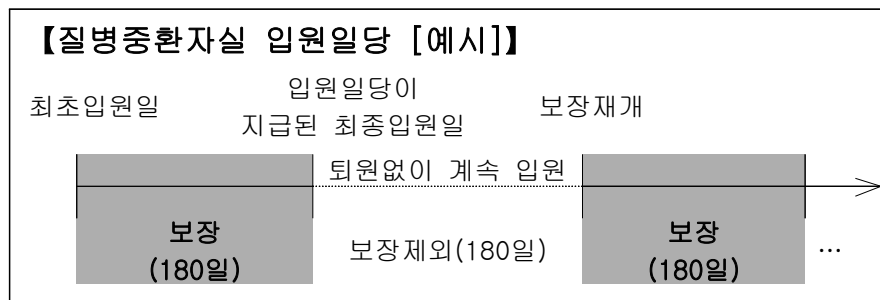 【질병중환자실 입원일당 [예시]】
최초입원일
입원일당이
지급된 최종입원일
보장재개
퇴원없이 계속 입원
보장
(180일)
보장제외(180일)
보장
(180일)
…